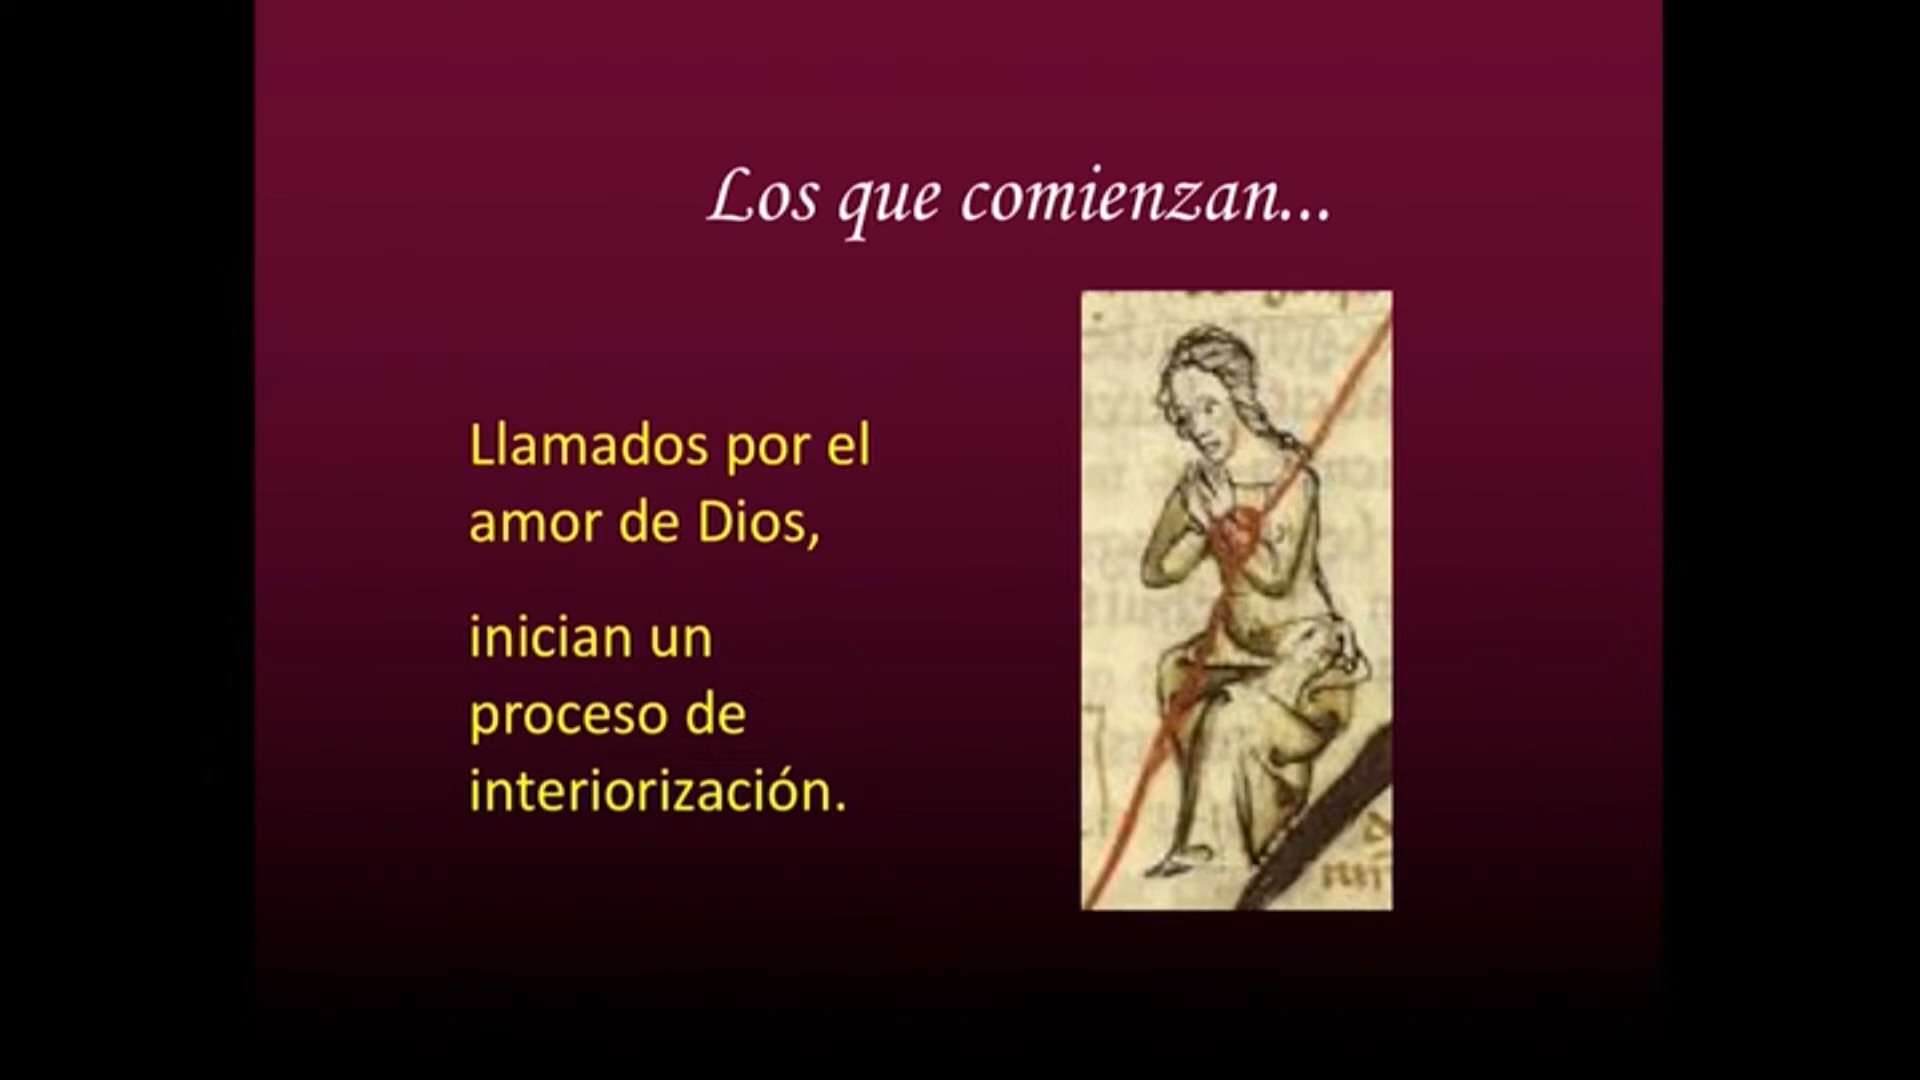 Los que comienzan...
Llamados por el
amor de Dios,
inician un
proceso de
interiorización.